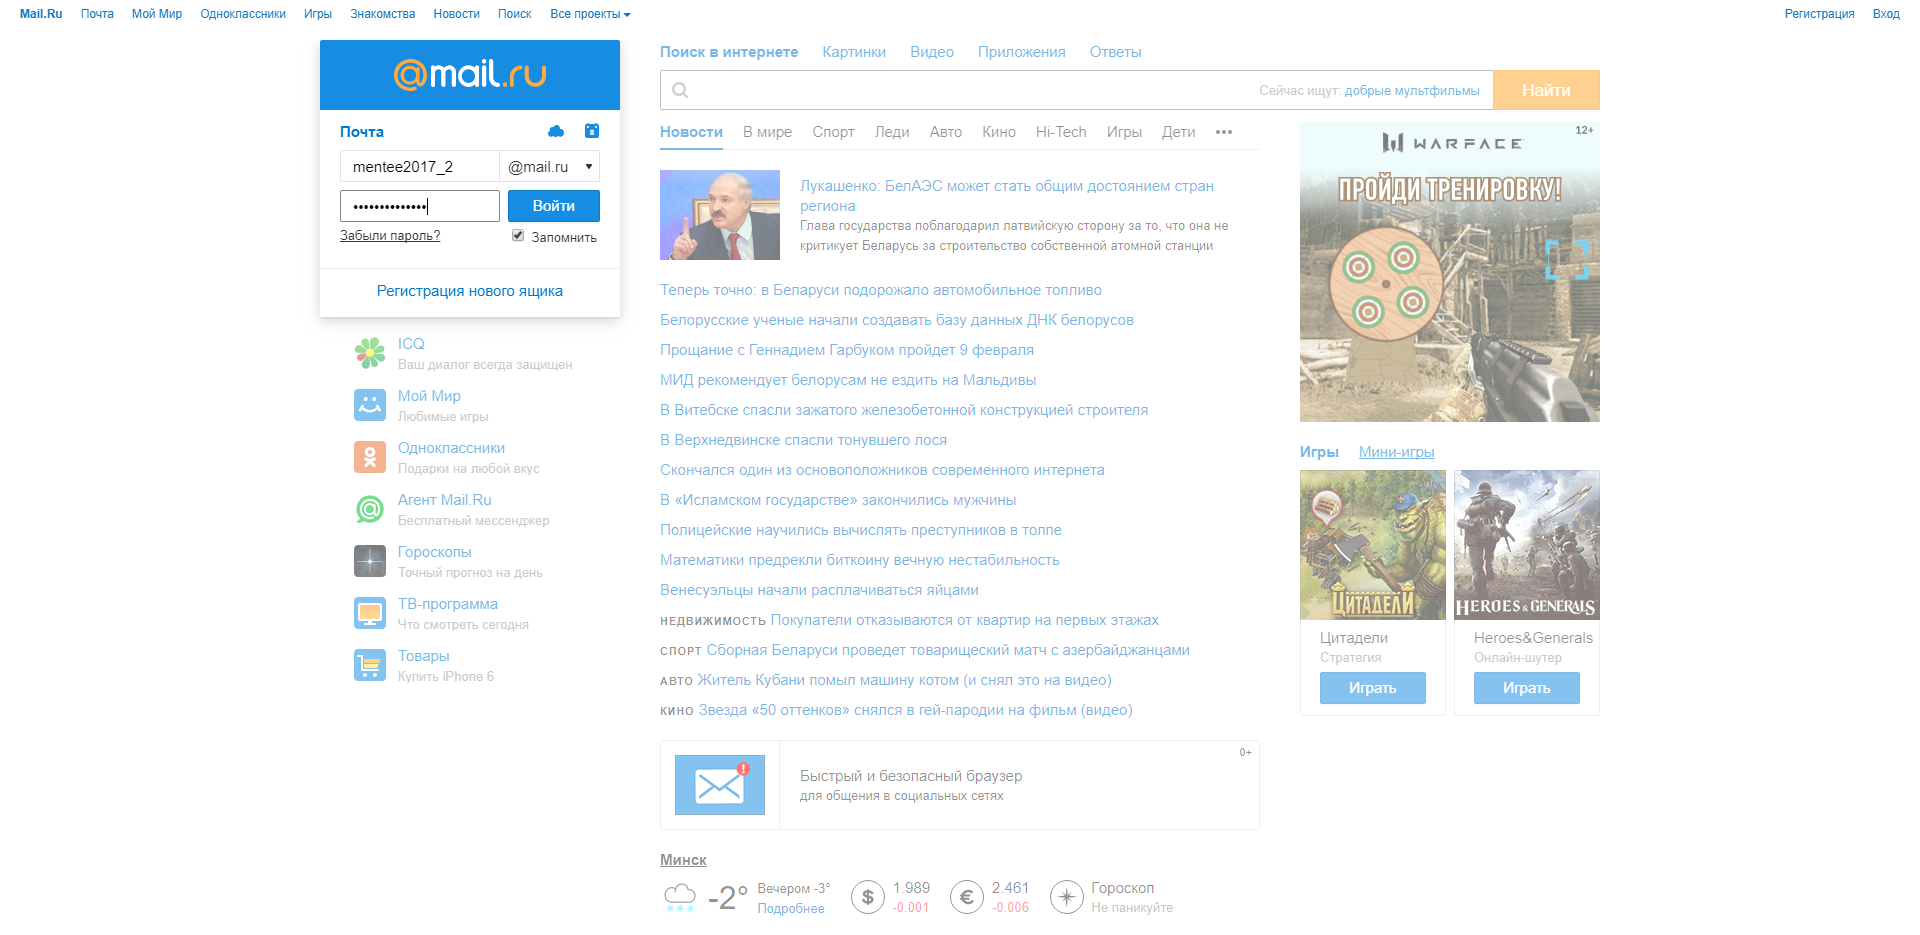 Mail.Ru Почта Мой Мир Одноклассники Игры Знакомства Новости Поиск Все проекты Регистрация Вход
@mail.ru
Почта
mentee2017_2 @mail.ru
•••••••••••••• Войти
Забыли пароль? Запомнить
Регистрация нового ящика
ICQ
Ваш диалог всегда защищен
Мой Мир
Любимые игры
Одноклассники
Подарки на любой вкус
Агент Mail.Ru
Бесплатный мессенджер
Гороскопы
Точный прогноз на день
ТВ-программа
Что смотреть сегодня
Товары
Купить iPhone 6
Поиск в интернете Картинки Видео Приложения Ответы
Сейчас ищут: добрые мультфильмы Найти
Новости В мире Спорт Леди Авто Кино Hi-Tech Игры Дети •••
Лукашенко: БелАЭС может стать общим достоянием стран
региона
Глава государства поблагодарил латвийскую сторону за то, что она не
критикует Беларусь за строительство собственной атомной станции
Теперь точно: в Беларуси подорожало автомобильное топливо
Белорусские ученые начали создавать базу данных ДНК белорусов
Прощание с Геннадием Гарбуком пройдет 9 февраля
МИД рекомендует белорусам не ездить на Мальдивы
В Витебске спасли зажатого железобетонной конструкцией строителя
В Верхнедвинске спасли тонувшего лося
Скончался один из основоположников современного интернета
В «Исламском государстве» закончились мужчины
Полицейские научились вычислять преступников в толпе
Математики предрекли биткоину вечную нестабильность
Венесуэльцы начали расплачиваться яйцами
НЕДВИЖИМОСТЬ Покупатели отказываются от квартир на первых этажах
СПОРТ Сборная Беларуси проведет товарищеский матч с азербайджанцами
АВТО Житель Кубани помыл машину котом (и снял это на видео)
КИНО Звезда «50 оттенков» снялся в гей-пародии на фильм (видео)
0+
Быстрый и безопасный браузер
для общения в социальных сетях
Минск
-2° Вечером -3° Подробнее
$ 1.989 -0.001
€ 2.461 -0.006
Гороскоп
Не паникуйте
12+
WARFACE
ПРОЙДИ ТРЕНИРОВКУ!
Игры Мини-игры
ЦИТАДЕЛИ
Цитадели
Стратегия
Играть
HEROES & GENERALS
Heroes&Generals
Онлайн-шутер
Играть